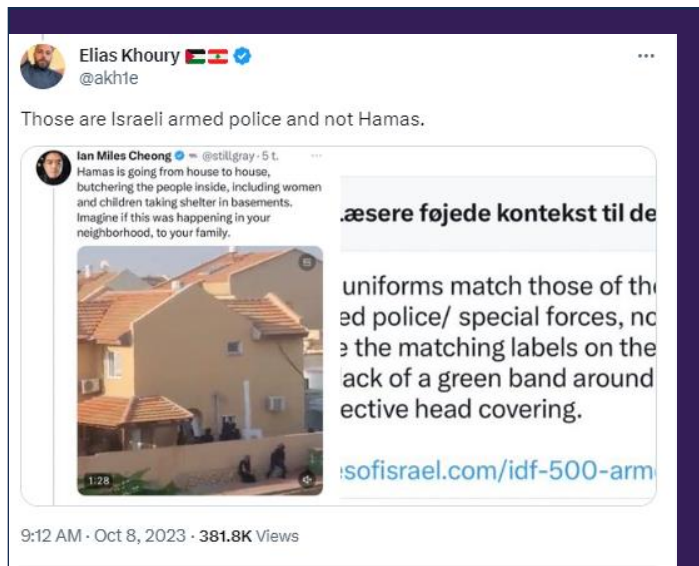 Elias Khoury
@akh1e
Those are Israeli armed police and not Hamas.
Ian Miles Cheong @stillgray · 5 t.
Hamas is going from house to house,
butchering the people inside, including women
and children taking shelter in basements.
Imagine if this was happening in your
neighborhood, to your family.
1:28
æsere føjede kontekst til de
uniforms match those of the
ed police/ special forces, no
e the matching labels on the
lack of a green band around
ective head covering.
esofisrael.com/idf-500-arm
9:12 AM · Oct 8, 2023 · 381.8K Views